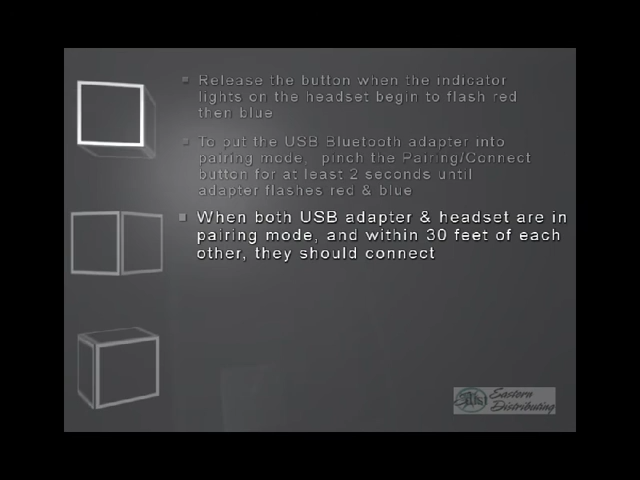 Release the button when the indicator
lights on the headset begin to flash red
then blue
To put the USB Bluetooth adapter into
pairing mode, pinch the Pairing/Connect
button for at least 2 seconds until
adapter flashes red & blue
When both USB adapter & headset are in
pairing mode, and within 30 feet of each
other, they should connect
Eastern
Distributing